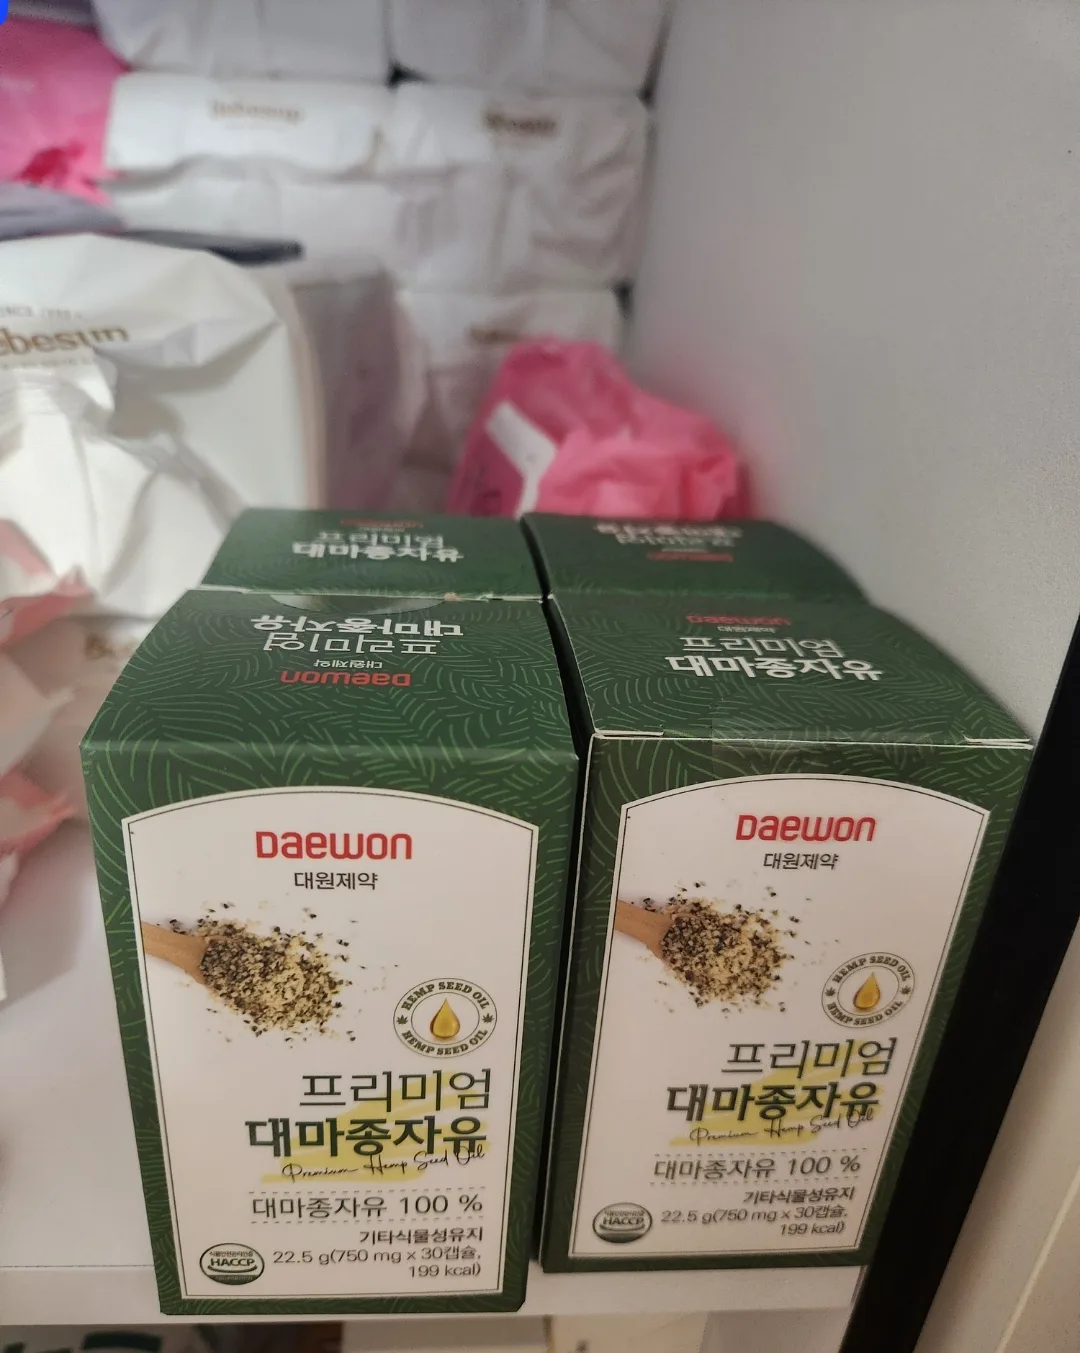 ebesun
프리미엄
대마종자유
프리미엄
대마종자유
대원제약
Daewon
Daewon
대원제약
프리미엄
대마종자유
Daewon
대원제약
HEMP SEED OIL
HEMP SEED OIL
프리미엄
대마종자유
Premium Hemp Seed Oil
대마종자유 100 %
기타식물성유지
22.5 g(750 mg x 30캡슐,
199 kcal)
HACCP
Daewon
대원제약
HEMP SEED OIL
HEMP SEED OIL
프리미엄
대마종자유
Premium Hemp Seed Oil
대마종자유 100 %
기타식물성유지
22.5 g(750 mg x 30캡슐,
199 kcal)
HACCP